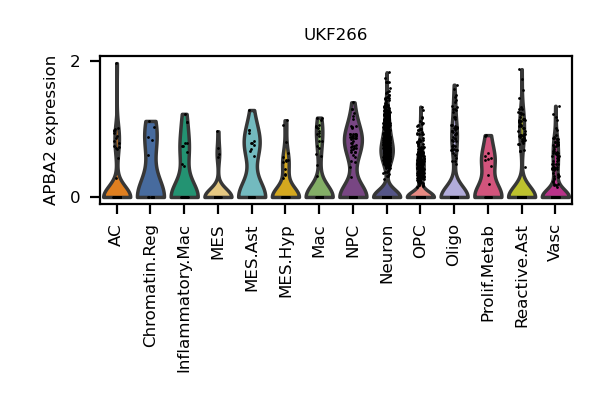 UKF266
APBA2 expression
2
0
AC
Chromatin.Reg
Inflammatory.Mac
MES
MES.Ast
MES.Hyp
Mac
NPC
Neuron
OPC
Oligo
Prolif.Metab
Reactive.Ast
Vasc